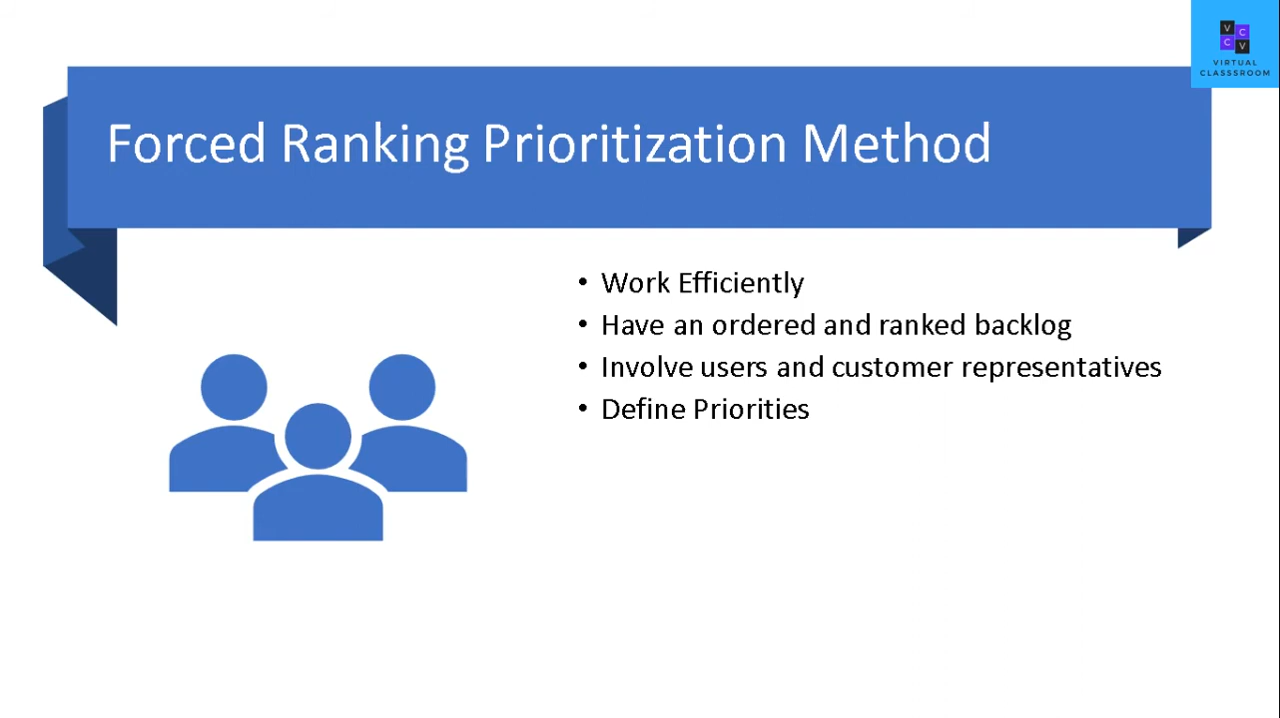 V C
C V
VIRTUAL
CLASSSROOM
Forced Ranking Prioritization Method
• Work Efficiently
• Have an ordered and ranked backlog
• Involve users and customer representatives
• Define Priorities